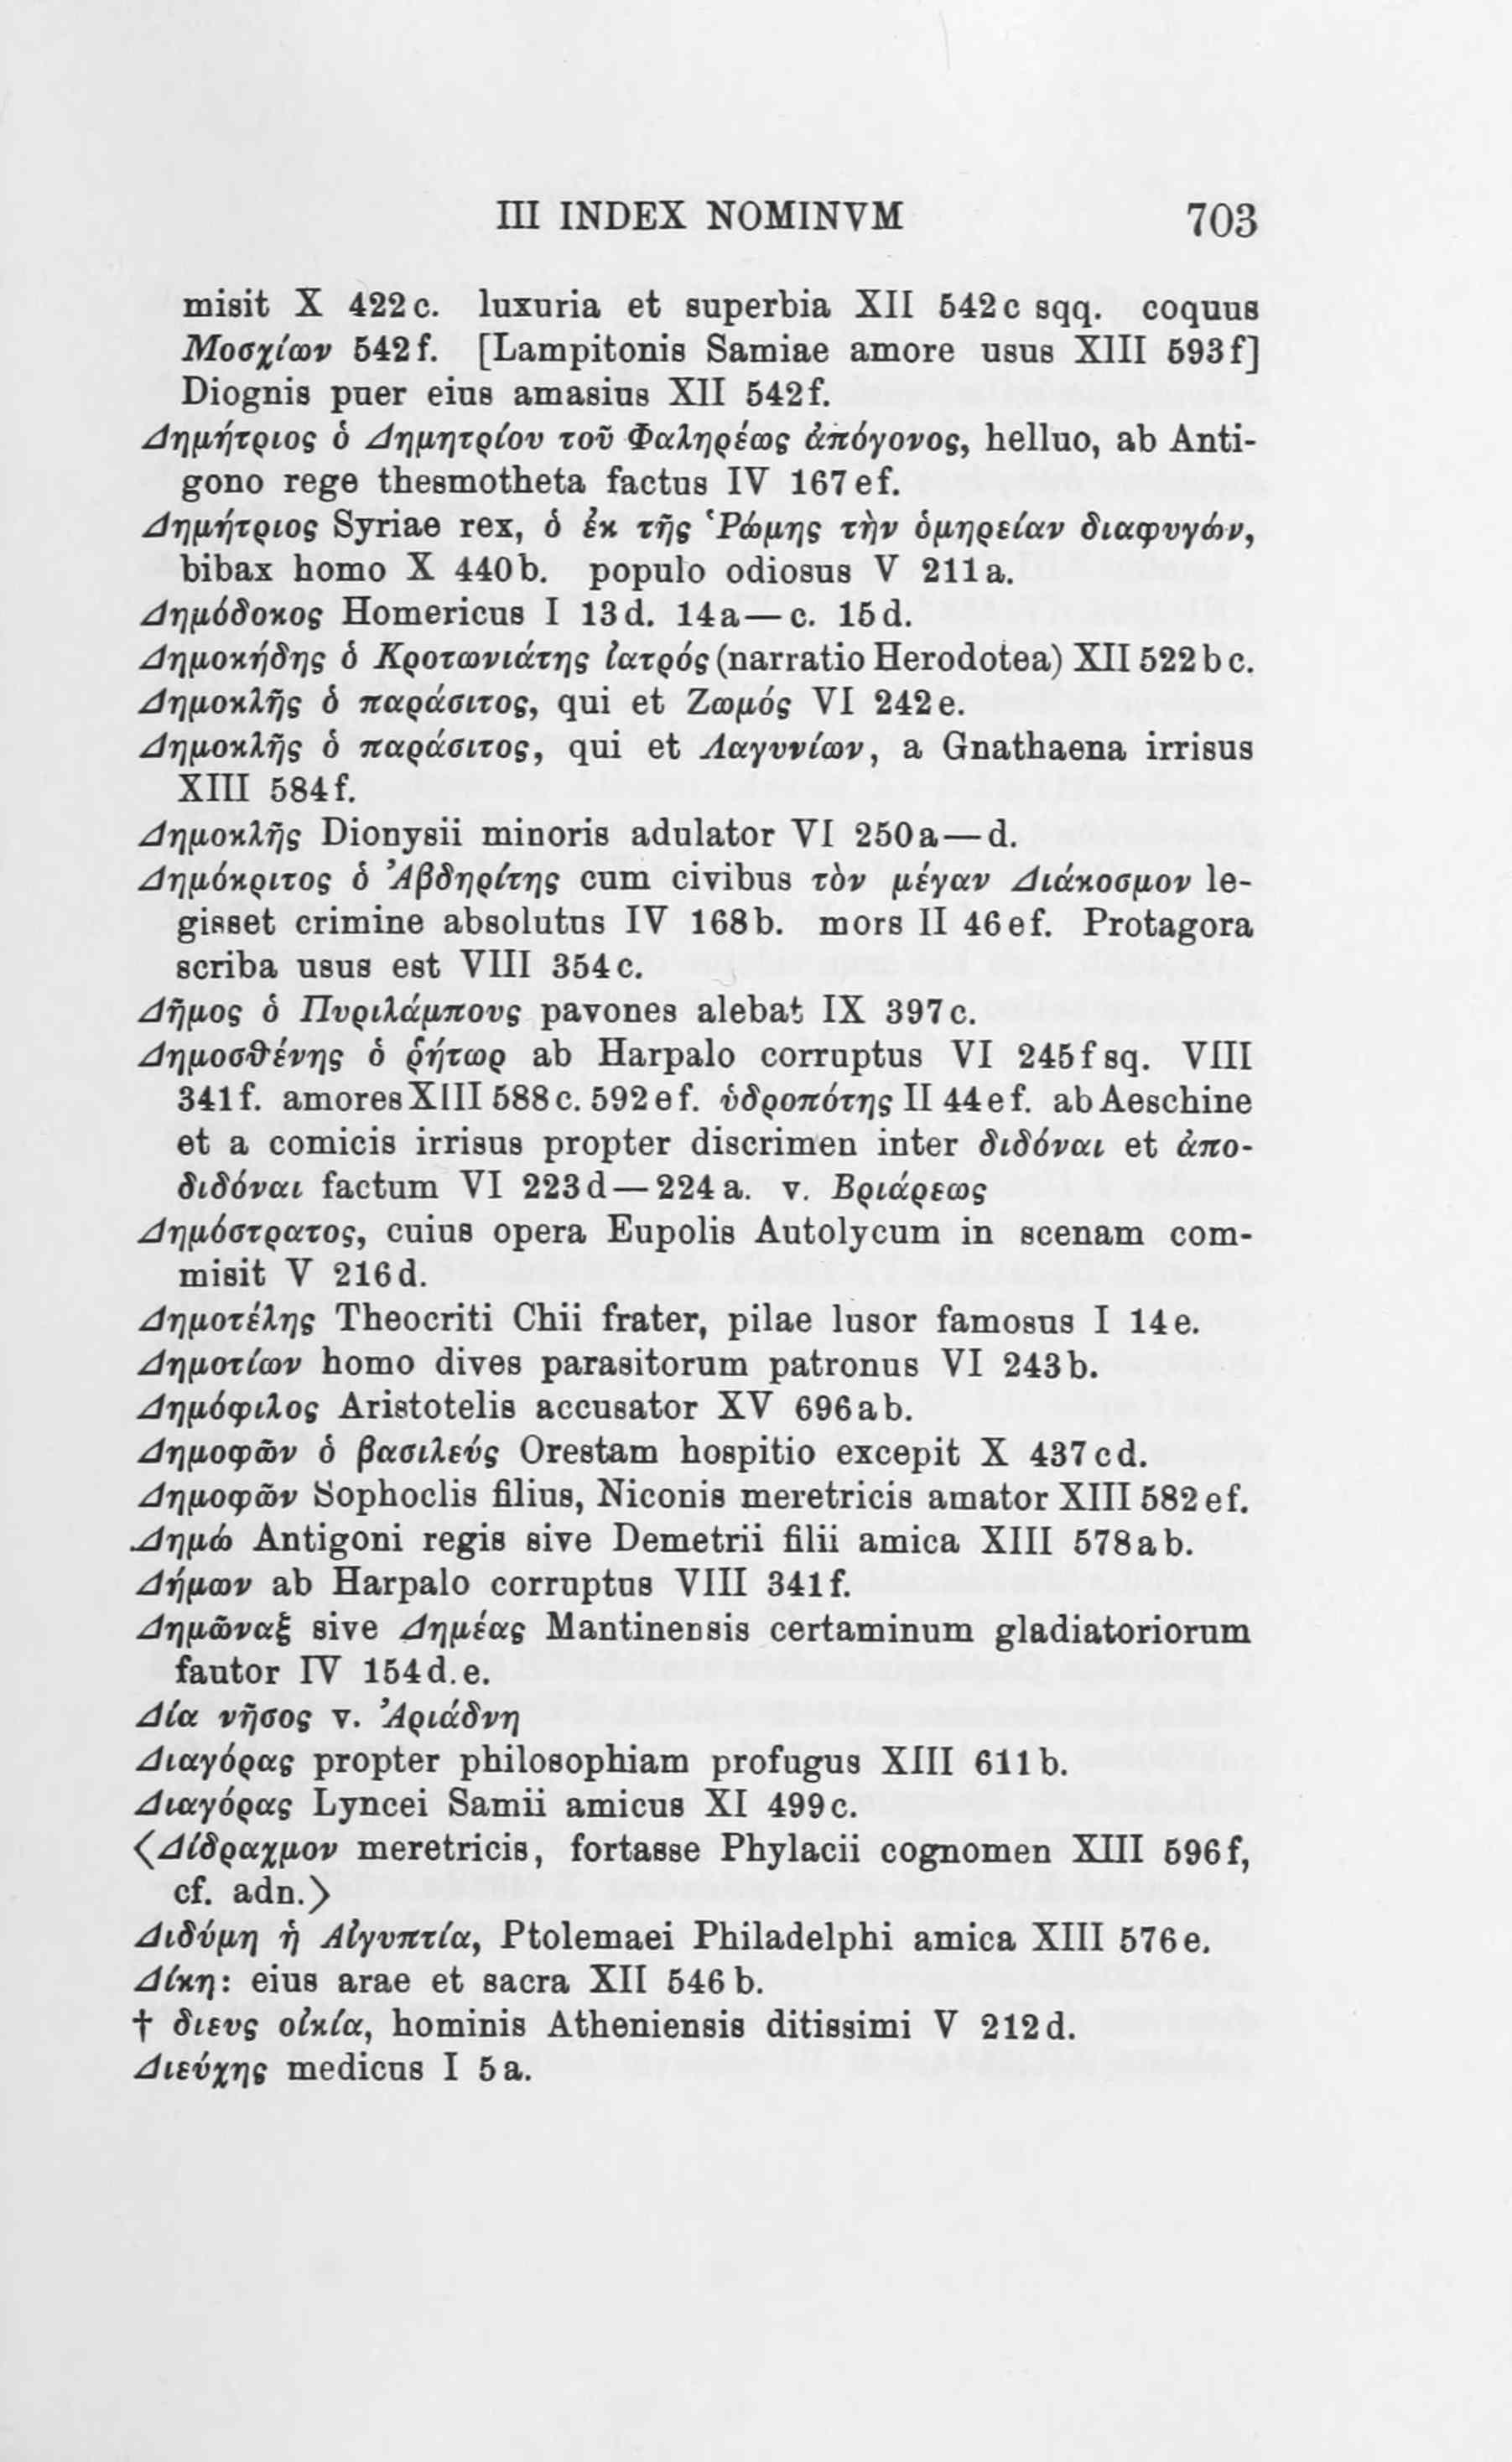 III INDEX NOMINVM 703
misit X 422c. luxuria et superbia XII 542c sqq. coquus
Μοσχίων 542f. [Lampitonis Samiae amore usus XIII 593f]
Diognis puer eius amasius XII 542f.
Δημήτριος ὁ Δημητρίου τοῦ Φαληρέως ἀπόγονος, helluo, ab Anti-
gono rege thesmotheta factus IV 167ef.
Δημήτριος Syriae rex, ὁ ἐκ τῆς Ῥώμης τὴν ὁμηρείαν διαφυγών,
bibax homo X 440b. populo odiosus V 211a.
Δημόδοκος Homericus I 13d. 14a—c. 15d.
Δημοκήδης ὁ Κροτωνιάτης ἰατρός (narratio Herodotea) XII 522bc.
Δημοκλῆς ὁ παράσιτος, qui et Ζωμός VI 242e.
Δημοκλῆς ὁ παράσιτος, qui et Λαγυνίων, a Gnathaena irrisus
XIII 584f.
Δημοκλῆς Dionysii minoris adulator VI 250a—d.
Δημόκριτος ὁ Ἀβδηρίτης cum civibus τὸν μέγαν Διάκοσμον le-
gisset crimine absolutus IV 168b. mors II 46ef. Protagora
scriba usus est VIII 354c.
Δῆμος ὁ Πυριλάμπους pavones alebat IX 397c.
Δημοσθένης ὁ ῥήτωρ ab Harpalo corruptus VI 245f sq. VIII
341f. amores XIII 588c. 592ef. ὑδροπότης II 44ef. ab Aeschine
et a comicis irrisus propter discrimen inter διδόναι et ἀπο-
διδόναι factum VI 223d—224a. v. Βριάρεως
Δημόστρατος, cuius opera Eupolis Autolycum in scenam com-
misit V 216d.
Δημοτέλης Theocriti Chii frater, pilae lusor famosus I 14e.
Δημοτίων homo dives parasitorum patronus VI 243b.
Δημόφιλος Aristotelis accusator XV 696ab.
Δημοφῶν ὁ βασιλεύς Orestam hospitio excepit X 437cd.
Δημοφῶν Sophoclis filius, Niconis meretricis amator XIII 582ef.
Δημώ Antigoni regis sive Demetrii filii amica XIII 578ab.
Δήμων ab Harpalo corruptus VIII 341f.
Δημῶναξ sive Δημέας Mantinensis certaminum gladiatoriorum
fautor IV 154d.e.
Δία νῆσος v. Ἀριάδνη
Διαγόρας propter philosophiam profugus XIII 611b.
Διαγόρας Lyncei Samii amicus XI 499c.
⟨Δίδραχμον meretricis, fortasse Phylacii cognomen XIII 596f,
cf. adn.⟩
Διδύμη ἡ Αἰγυπτία, Ptolemaei Philadelphi amica XIII 576e.
Δίκη: eius arae et sacra XII 546b.
† διευς οἰκία, hominis Atheniensis ditissimi V 212d.
Διεύχης medicus I 5a.